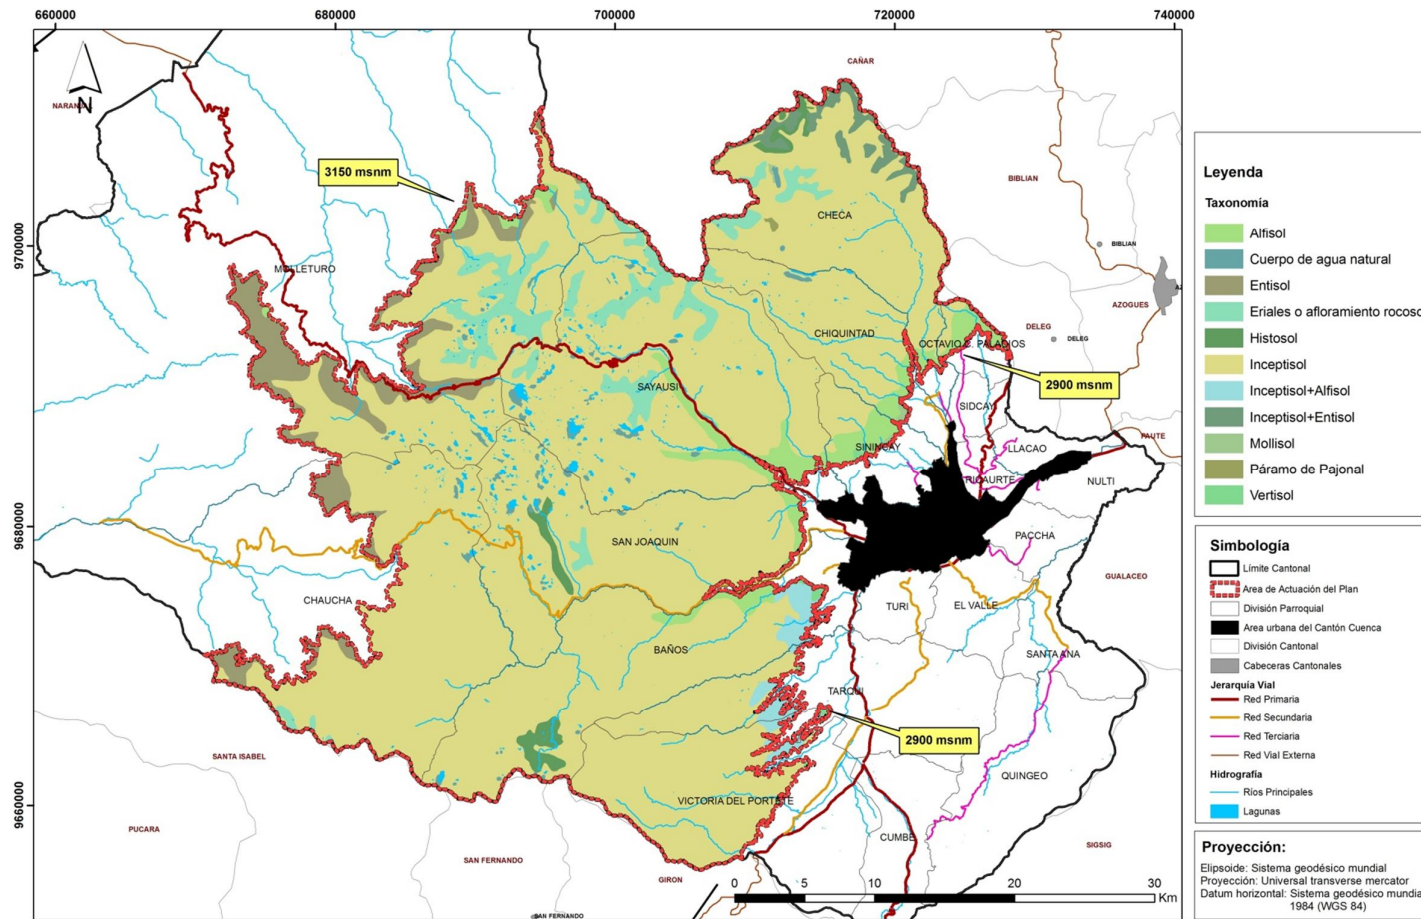 660000
680000
700000
720000
740000
N
CAÑAR
3150 msnm
BIBLIAN
CHECA
BIBLIAN
9700000
MOLLETURO
AZOGUES
CHIQUINTAD
DELEG
DELEG
OCTAVIO C. PALACIOS
2900 msnm
SAYAUSI
SIDCAY
SININCAY
LLACAO
PAUTE
RICAURTE
NULTI
9680000
SAN JOAQUIN
PACCHA
GUALACEO
CHAUCHA
TURI
EL VALLE
BAÑOS
SANTA ANA
TARQUI
2900 msnm
SANTA ISABEL
QUINGEO
9660000
VICTORIA DEL PORTETE
PUCARA
CUMBE
SIGSIG
SAN FERNANDO
GIRON
0 5 10 20 30
Km
SAN FERNANDO
Leyenda
Taxonomía
Alfisol
Cuerpo de agua natural
Entisol
Eriales o afloramiento rocoso
Histosol
Inceptisol
Inceptisol+Alfisol
Inceptisol+Entisol
Mollisol
Páramo de Pajonal
Vertisol
Simbología
Límite Cantonal
Area de Actuación del Plan
División Parroquial
Area urbana del Cantón Cuenca
División Cantonal
Cabeceras Cantonales
Jerarquía Vial
Red Primaria
Red Secundaria
Red Terciaria
Red Vial Externa
Hidrografía
Ríos Principales
Lagunas
Proyección:
Elipsoide: Sistema geodésico mundial
Proyección: Universal transverse mercator
Datum horizontal: Sistema geodésico mundia
1984 (WGS 84)